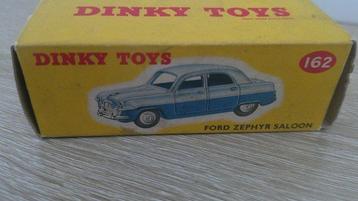 DINKY TOYS
DINKY TOYS
162
FORD ZEPHYR SALOON